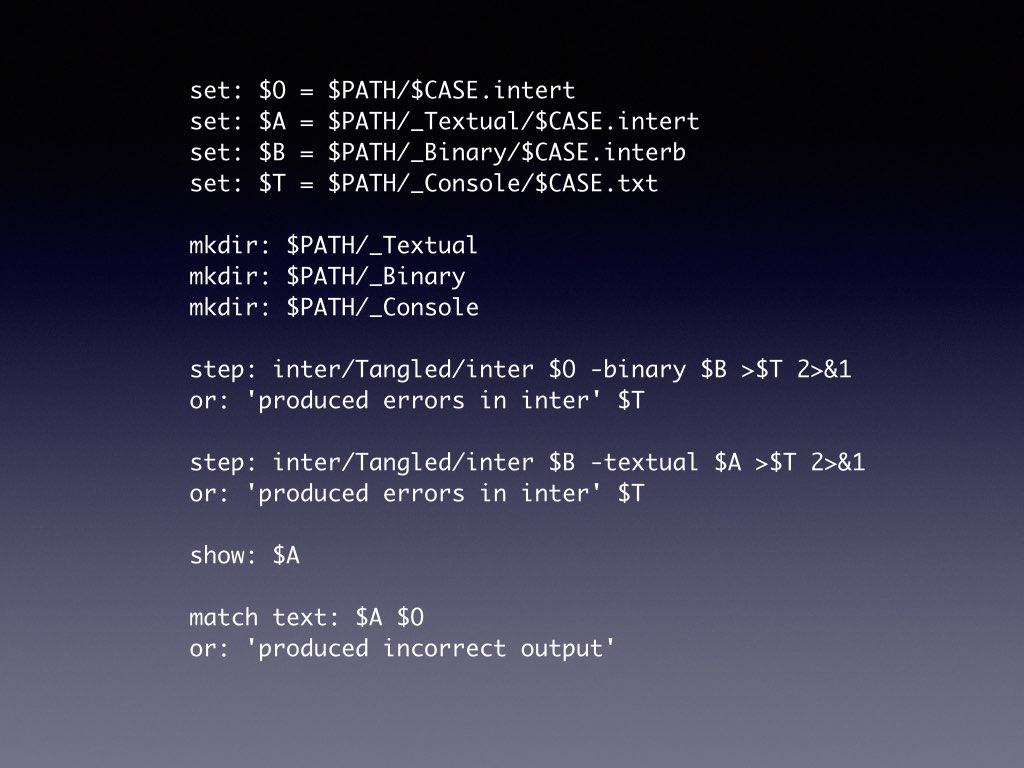 set: $O = $PATH/$CASE.intert
set: $A = $PATH/_Textual/$CASE.intert
set: $B = $PATH/_Binary/$CASE.interb
set: $T = $PATH/_Console/$CASE.txt
mkdir: $PATH/_Textual
mkdir: $PATH/_Binary
mkdir: $PATH/_Console
step: inter/Tangled/inter $O -binary $B >$T 2>&1
or: 'produced errors in inter' $T
step: inter/Tangled/inter $B -textual $A >$T 2>&1
or: 'produced errors in inter' $T
show: $A
match text: $A $O
or: 'produced incorrect output'